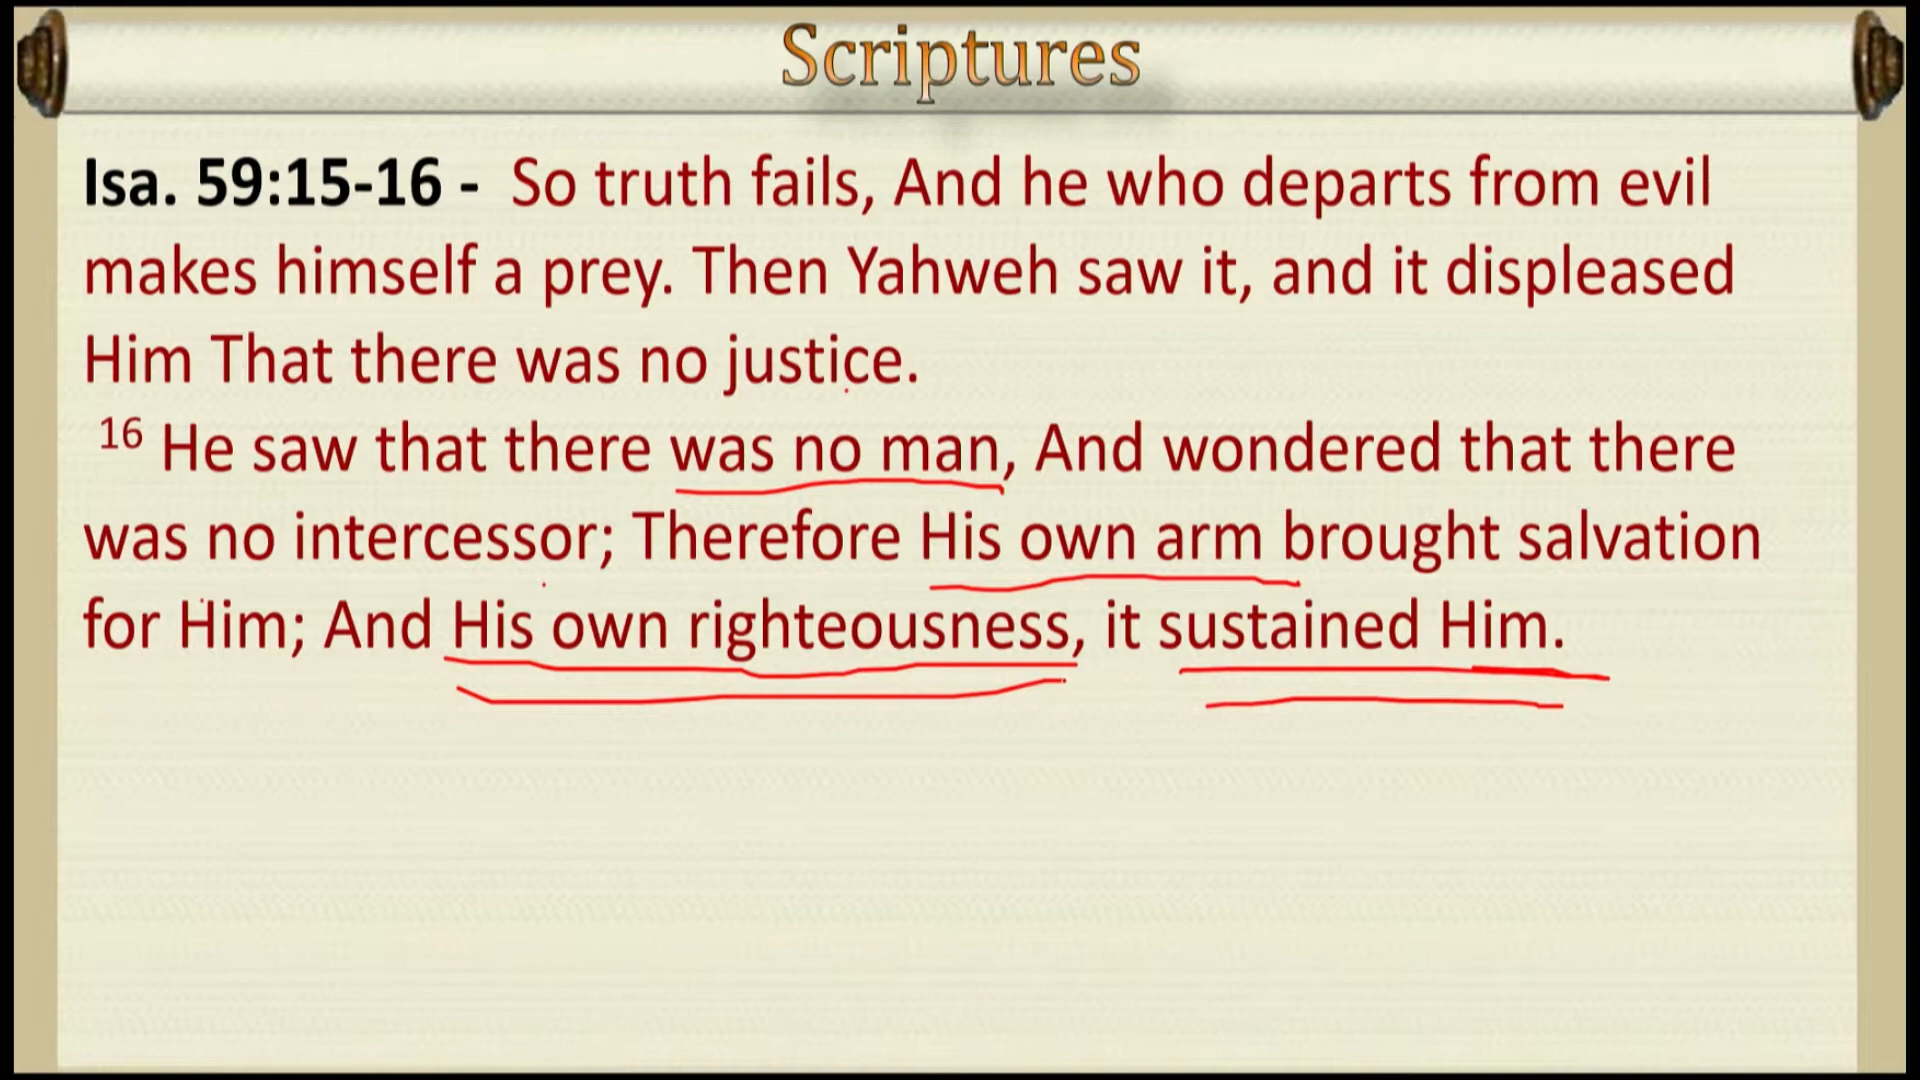 Scriptures
Isa. 59:15-16 - So truth fails, And he who departs from evil
makes himself a prey. Then Yahweh saw it, and it displeased
Him That there was no justice.
16 He saw that there was no man, And wondered that there
was no intercessor; Therefore His own arm brought salvation
for Him; And His own righteousness, it sustained Him.